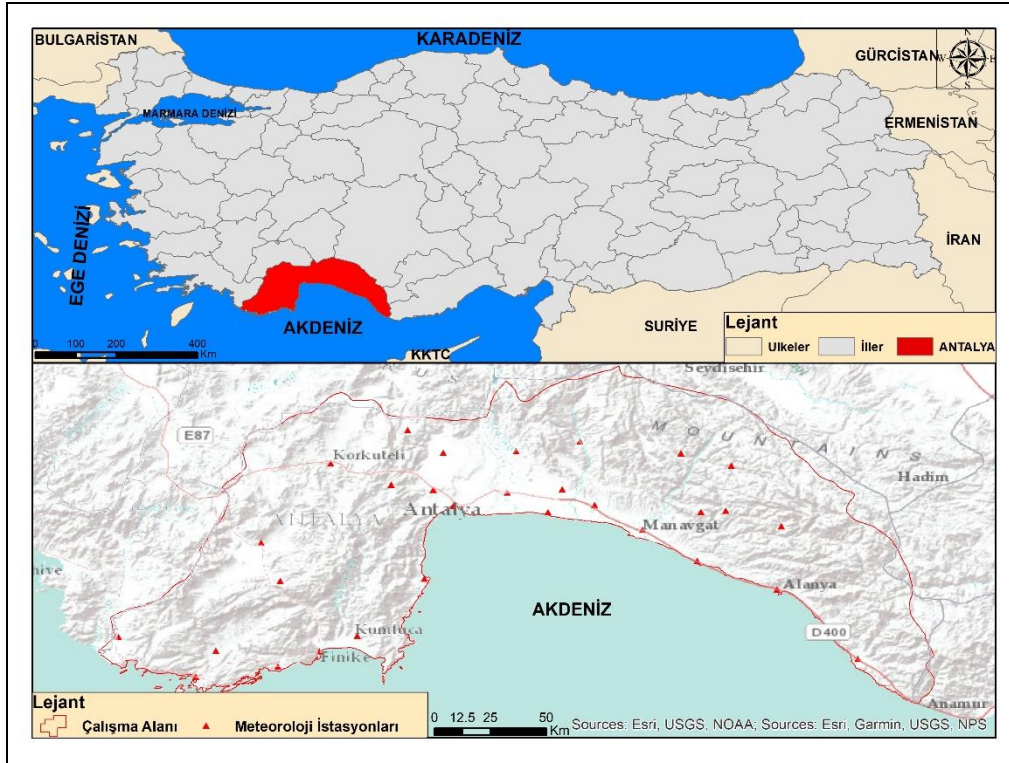 BULGARİSTAN
KARADENİZ
GÜRCİSTAN
N
W E
S
MARMARA DENİZİ
ERMENİSTAN
EGE DENİZİ
İRAN
AKDENİZ
SURİYE
KKTC
0 100 200 400
Km
Lejant
Ulkeler İller ANTALYA
Seydisehir
MOUNTAINS
E87
Korkuteli
Hadim
ANTALYA
Antalya
Manavgat
Alanya
AKDENİZ
D400
Kumluca
Finike
Anamur
Lejant
Çalışma Alanı Meteoroloji İstasyonları
0 12.5 25 50
Km
Sources: Esri, USGS, NOAA; Sources: Esri, Garmin, USGS, NPS